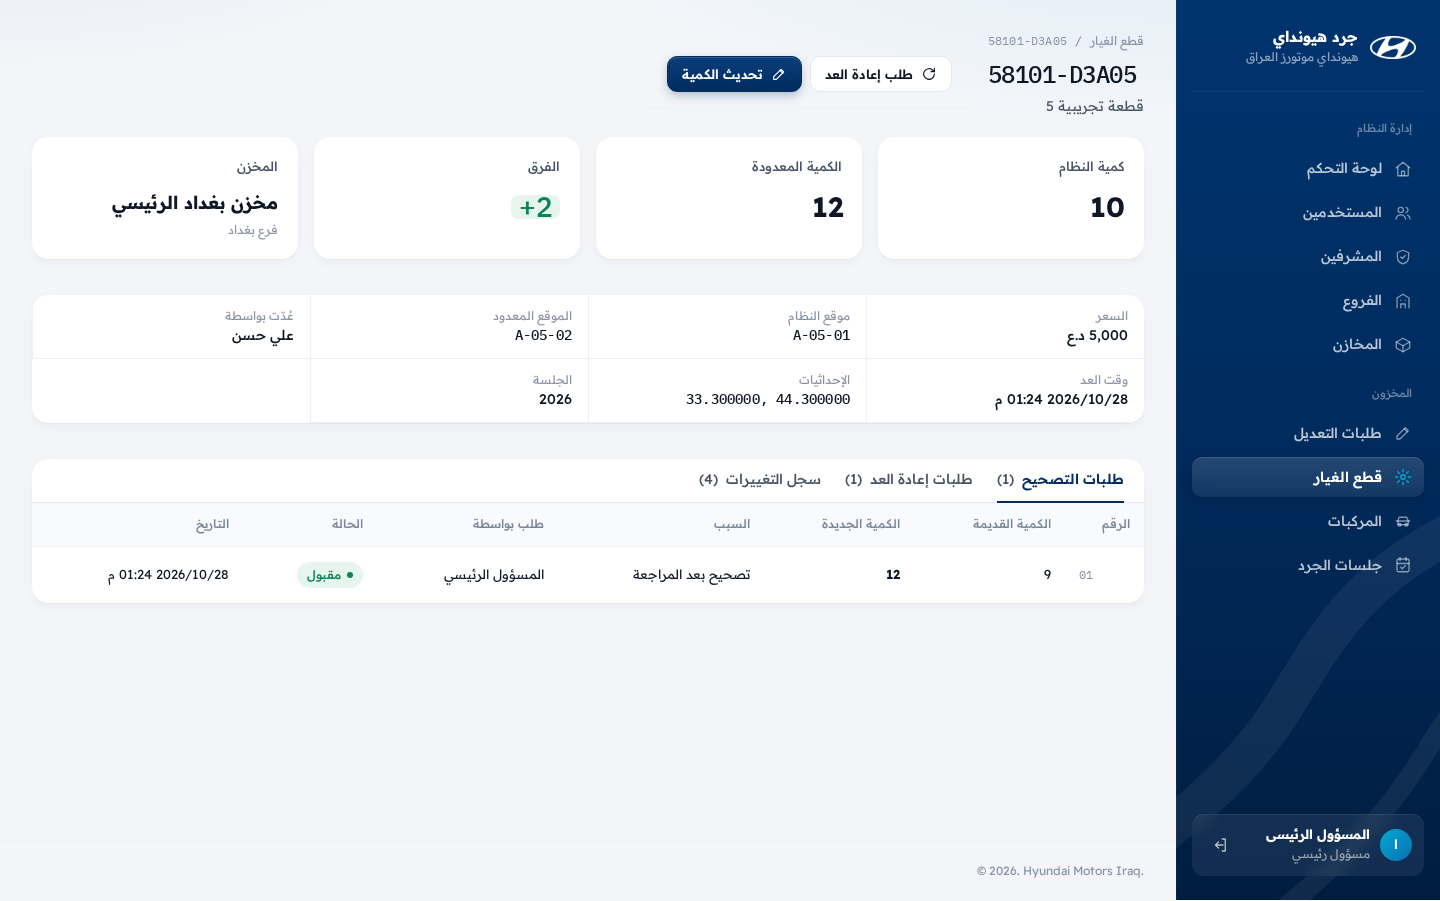 جرد هيونداي
هيونداي موتورز العراق
إدارة النظام
لوحة التحكم
المستخدمين
المشرفين
الفروع
المخازن
المخزون
طلبات التعديل
قطع الغيار
المركبات
جلسات الجرد
ا
المسؤول الرئيسي
مسؤول رئيسي
قطع الغيار / 58101-D3A05
58101-D3A05
قطعة تجريبية 5
طلب إعادة العد
تحديث الكمية
كمية النظام
10
الكمية المعدودة
12
الفرق
+2
المخزن
مخزن بغداد الرئيسي
فرع بغداد
السعر
5,000 د.ع
موقع النظام
A-05-01
الموقع المعدود
A-05-02
عُدّت بواسطة
علي حسن
وقت العد
2026/10/28 01:24 م
الإحداثيات
33.300000, 44.300000
الجلسة
2026
طلبات التصحيح (1) طلبات إعادة العد (1) سجل التغييرات (4)
الرقم الكمية القديمة الكمية الجديدة السبب طلب بواسطة الحالة التاريخ
01 9 12 تصحيح بعد المراجعة المسؤول الرئيسي مقبول 2026/10/28 01:24 م
© 2026. Hyundai Motors Iraq.